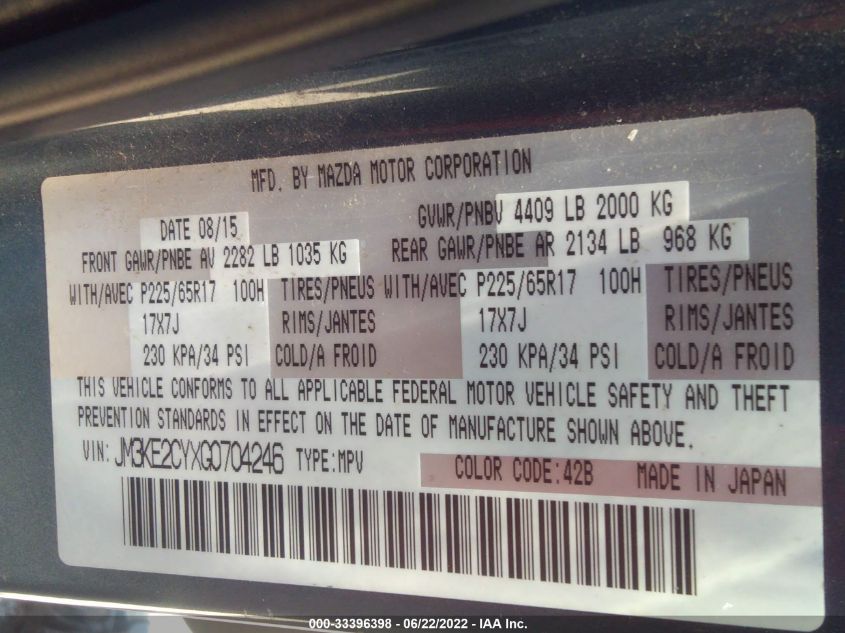 MFD. BY MAZDA MOTOR CORPORATION
DATE 08/15 GVWR/PNBV 4409 LB 2000 KG
FRONT GAWR/PNBE AV 2282 LB 1035 KG REAR GAWR/PNBE AR 2134 LB 968 KG
WITH/AVEC P225/65R17 100H TIRES/PNEUS WITH/AVEC P225/65R17 100H TIRES/PNEUS
17X7J RIMS/JANTES 17X7J RIMS/JANTES
230 KPA/34 PSI COLD/A FROID 230 KPA/34 PSI COLD/A FROID
THIS VEHICLE CONFORMS TO ALL APPLICABLE FEDERAL MOTOR VEHICLE SAFETY AND THEFT
PREVENTION STANDARDS IN EFFECT ON THE DATE OF MANUFACTURE SHOWN ABOVE.
VIN: JM3KE2CYXG0704246 TYPE:MPV COLOR CODE:42B MADE IN JAPAN
000-33396398 - 06/22/2022 - IAA Inc.